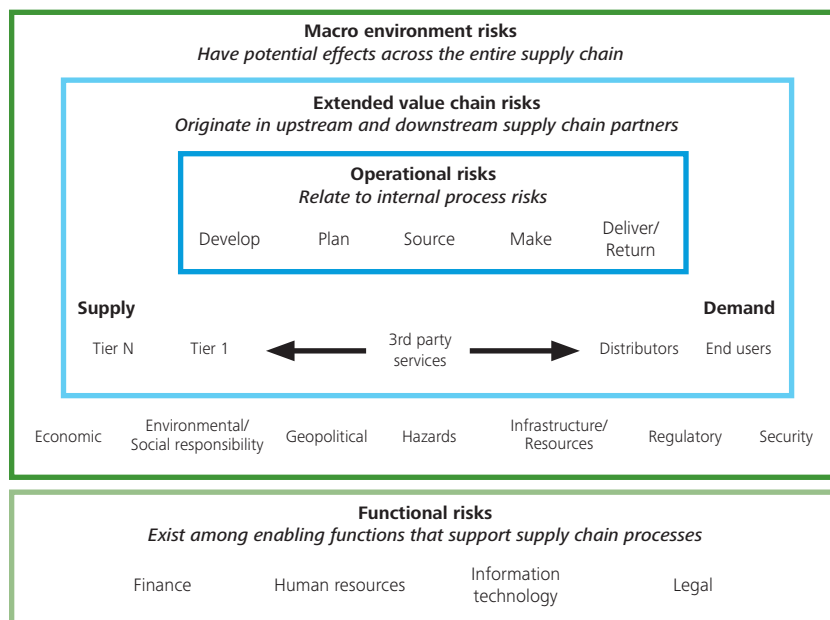 Macro environment risks
Have potential effects across the entire supply chain
Extended value chain risks
Originate in upstream and downstream supply chain partners
Operational risks
Relate to internal process risks
Develop
Plan
Source
Make
Deliver/
Return
Supply
Demand
Tier N
Tier 1
3rd party
services
Distributors
End users
Economic
Environmental/
Social responsibility
Geopolitical
Hazards
Infrastructure/
Resources
Regulatory
Security
Functional risks
Exist among enabling functions that support supply chain processes
Finance
Human resources
Information
technology
Legal